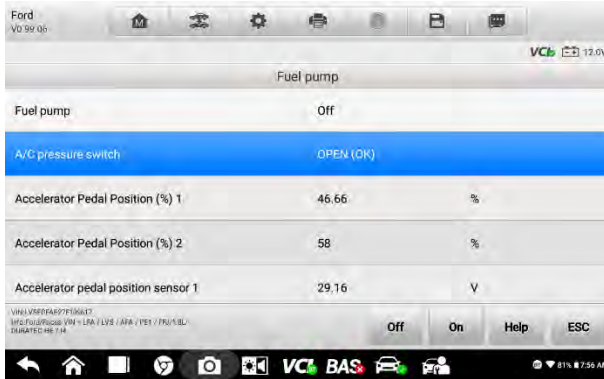 Ford
V0.99.06
VCI 12.0V
Fuel pump
Fuel pump Off
A/C pressure switch OPEN (OK)
Accelerator Pedal Position (%) 1 46.66 %
Accelerator Pedal Position (%) 2 58 %
Accelerator pedal position sensor 1 29.16 V
Off On Help ESC
VCI BAS 81% 7:56 AM